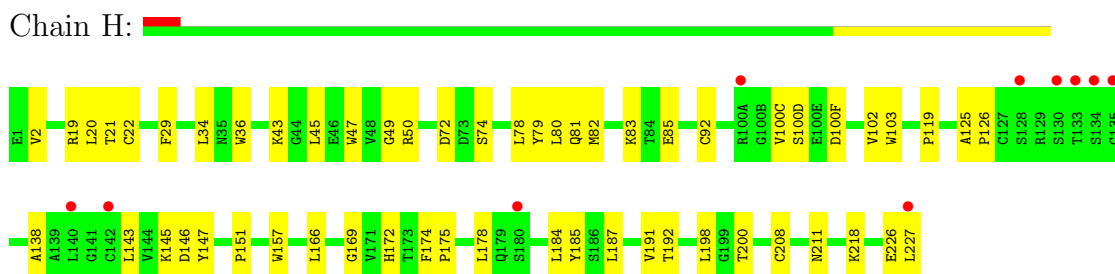 Chain H:
E1 V2 R19 L20 T21 C22 F29 L34 N35 W36 K43 G44 L45 E46 W47 V48 G49 R50 D72 D73 S74 L78 Y79 L80 Q81 M82 K83 T84 E85 C92 R100A G100B V100C S100D E100E D100F V102 W103 P119 A125 P126 C127 S128 R129 S130 T133 S134 G135
A138 A139 L140 G141 C142 L143 V144 K145 D146 Y147 P151 W157 L166 G169 V171 H172 T173 F174 P175 L178 Q179 S180 L184 Y185 S186 L187 V191 T192 L198 G199 T200 C208 N211 K218 E226 L227